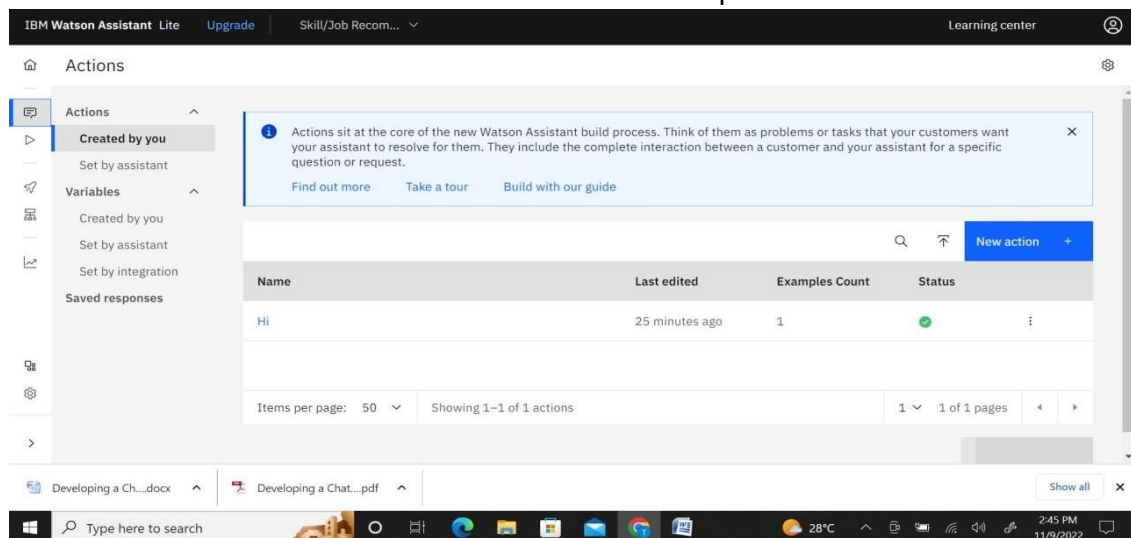 IBM Watson Assistant Lite Upgrade Skill/Job Recom... Learning center
Actions
Actions
Created by you
Set by assistant
Variables
Created by you
Set by assistant
Set by integration
Saved responses
Actions sit at the core of the new Watson Assistant build process. Think of them as problems or tasks that your customers want
your assistant to resolve for them. They include the complete interaction between a customer and your assistant for a specific
question or request.
Find out more Take a tour Build with our guide
New action +
Name Last edited Examples Count Status
Hi 25 minutes ago 1
Items per page: 50 Showing 1–1 of 1 actions 1 1 of 1 pages
Developing a Ch....docx Developing a Chat....pdf Show all
Type here to search 28°C 2:45 PM
11/9/2022